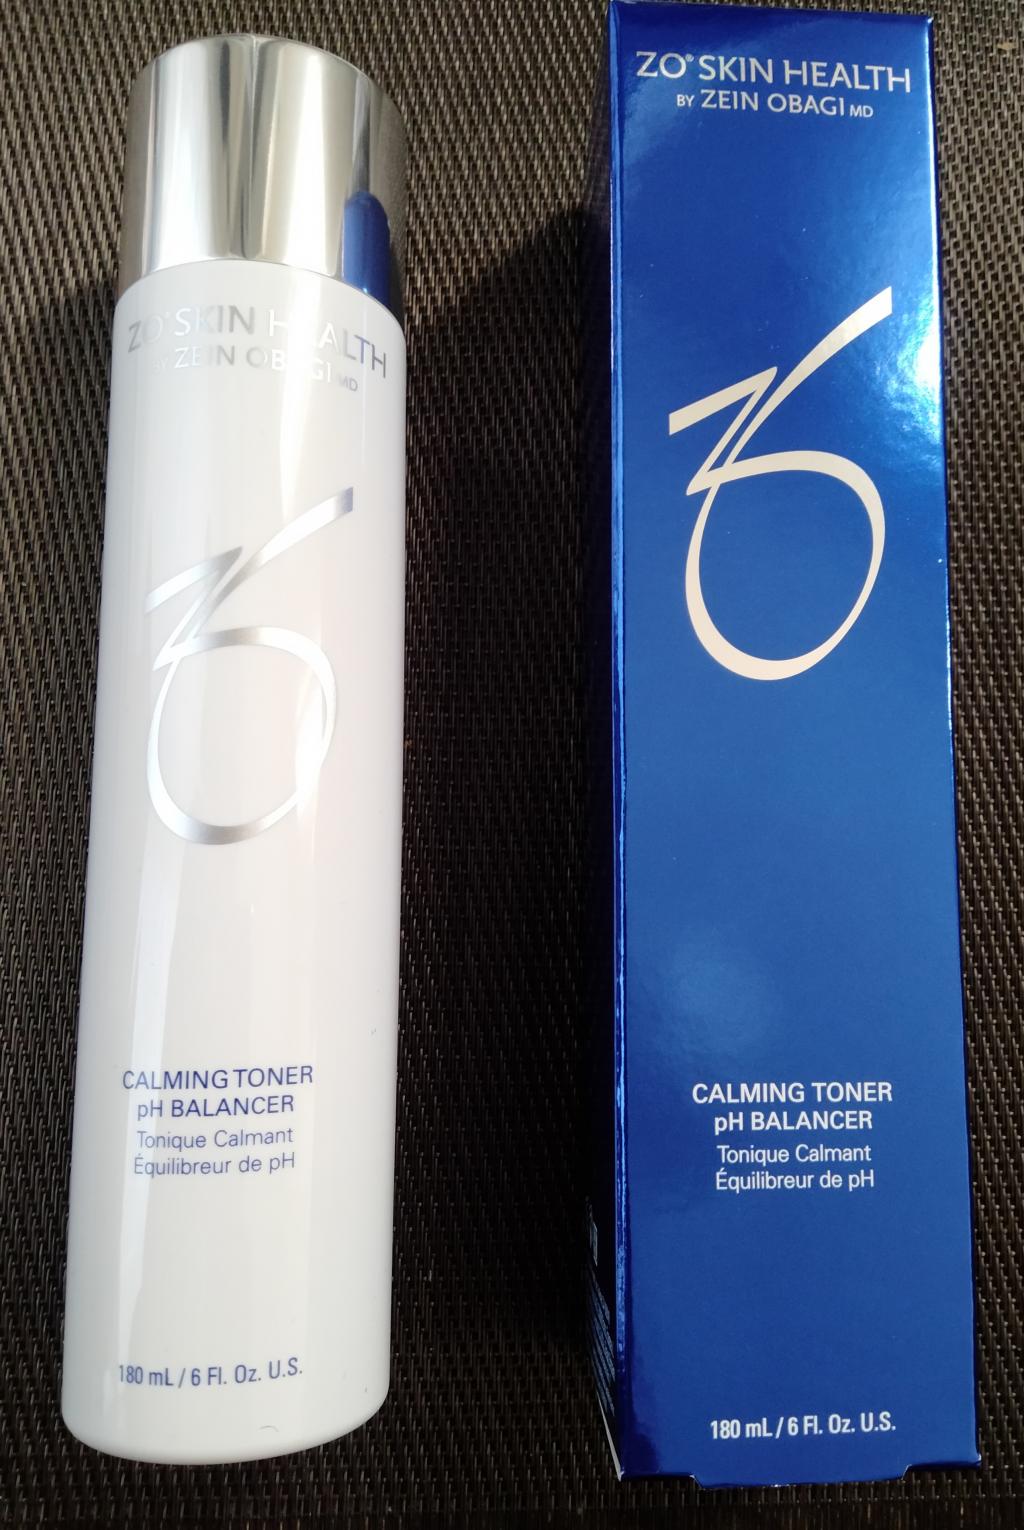 ZO® SKIN HEALTH
BY ZEIN OBAGI MD
CALMING TONER
pH BALANCER
Tonique Calmant
Équilibreur de pH
180 mL / 6 Fl. Oz. U.S.
ZO® SKIN HEALTH
BY ZEIN OBAGI MD
CALMING TONER
pH BALANCER
Tonique Calmant
Équilibreur de pH
180 mL / 6 Fl. Oz. U.S.